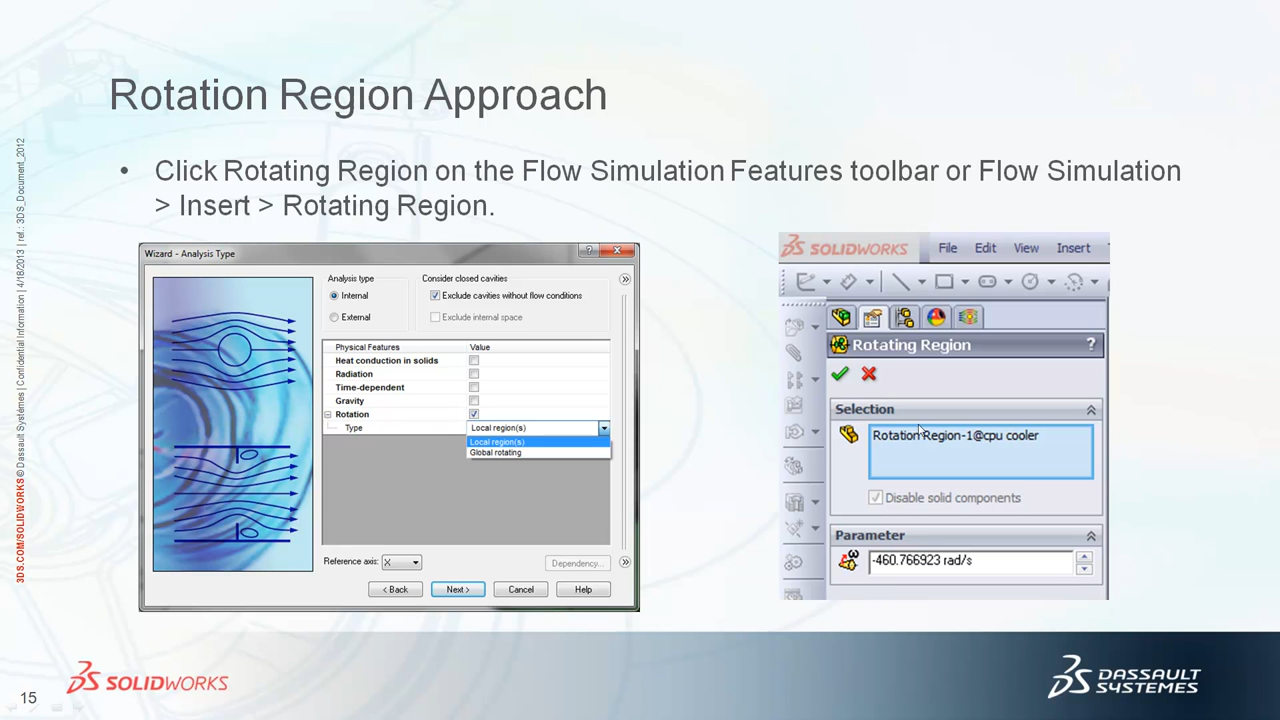 Rotation Region Approach
• Click Rotating Region on the Flow Simulation Features toolbar or Flow Simulation
> Insert > Rotating Region.
3DS.COM/SOLIDWORKS © Dassault Systèmes | Confidential Information | 4/18/2013 | ref.: 3DS_Document_2012
Wizard - Analysis Type
Analysis type
Internal
External
Consider closed cavities
Exclude cavities without flow conditions
Exclude internal space
Physical Features Value
Heat conduction in solids
Radiation
Time-dependent
Gravity
Rotation
Type Local region(s)
Local region(s)
Global rotating
Reference axis: X
Dependency...
< Back Next > Cancel Help
SOLIDWORKS File Edit View Insert
Rotating Region ?
Selection
Rotation Region-1@cpu cooler
Disable solid components
Parameter
-460.766923 rad/s
15
SOLIDWORKS
DASSAULT
SYSTEMES